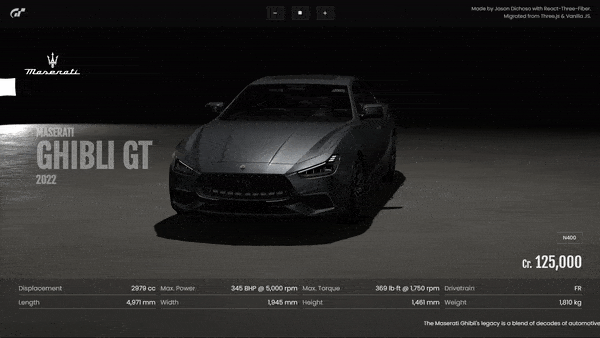 Made by Jason Dichoso with React-Three-Fiber.
Migrated from Three.js & Vanilla JS.
Maserati
MASERATI
GHIBLI GT
2022
N400
Cr. 125,000
Displacement 2979 cc Max. Power 345 BHP @ 5,000 rpm Max. Torque 369 lb·ft @ 1,750 rpm Drivetrain FR
Length 4,971 mm Width 1,945 mm Height 1,461 mm Weight 1,810 kg
The Maserati Ghibli's legacy is a blend of decades of automotive